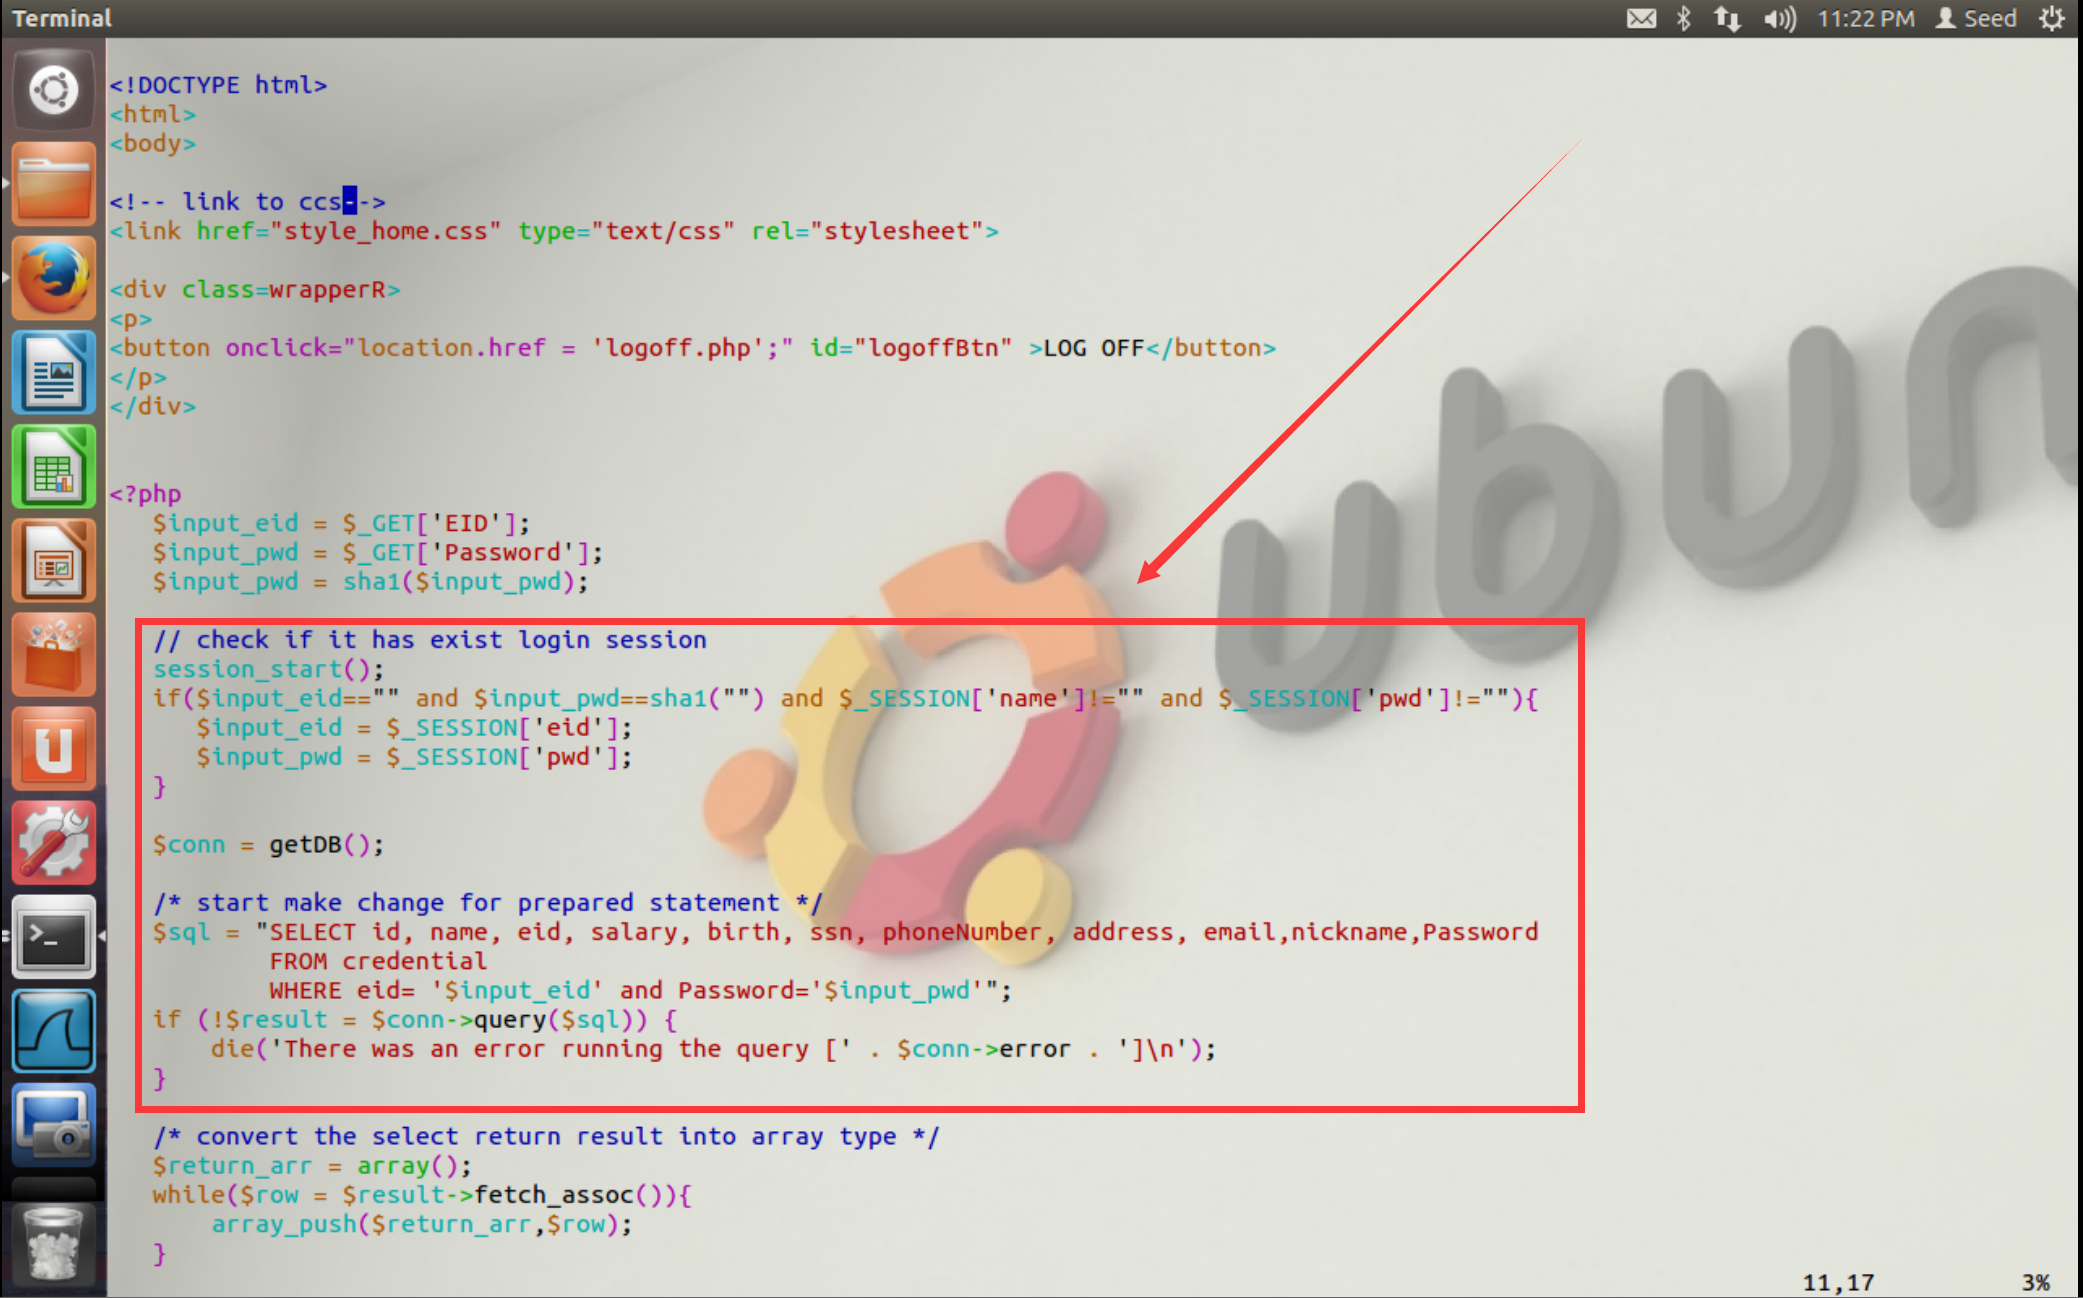 Terminal
11:22 PM
Seed
<!DOCTYPE html>
<html>
<body>
<!-- link to ccs-->
<link href="style_home.css" type="text/css" rel="stylesheet">
<div class=wrapperR>
<p>
<button onclick="location.href = 'logoff.php';" id="logoffBtn" >LOG OFF</button>
</p>
</div>
<?php
$input_eid = $_GET['EID'];
$input_pwd = $_GET['Password'];
$input_pwd = sha1($input_pwd);
// check if it has exist login session
session_start();
if($input_eid=="" and $input_pwd==sha1("") and $_SESSION['name']!="" and $_SESSION['pwd']!=""){
$input_eid = $_SESSION['eid'];
$input_pwd = $_SESSION['pwd'];
}
$conn = getDB();
/* start make change for prepared statement */
$sql = "SELECT id, name, eid, salary, birth, ssn, phoneNumber, address, email,nickname,Password
FROM credential
WHERE eid= '$input_eid' and Password='$input_pwd'";
if (!$result = $conn->query($sql)) {
die('There was an error running the query [' . $conn->error . ']\n');
}
/* convert the select return result into array type */
$return_arr = array();
while($row = $result->fetch_assoc()){
array_push($return_arr,$row);
}
11,17
3%
ubun